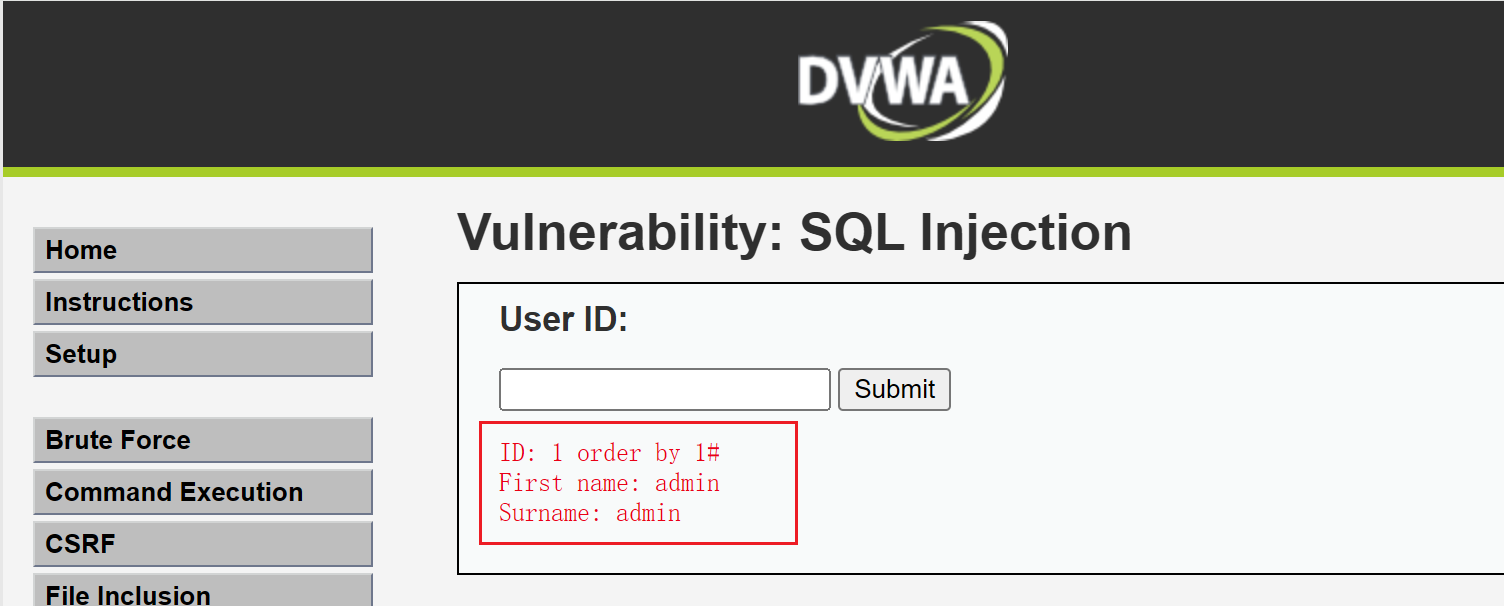 DVWA
Vulnerability: SQL Injection
Home
Instructions
Setup
Brute Force
Command Execution
CSRF
File Inclusion
User ID:
Submit
ID: 1 order by 1#
First name: admin
Surname: admin